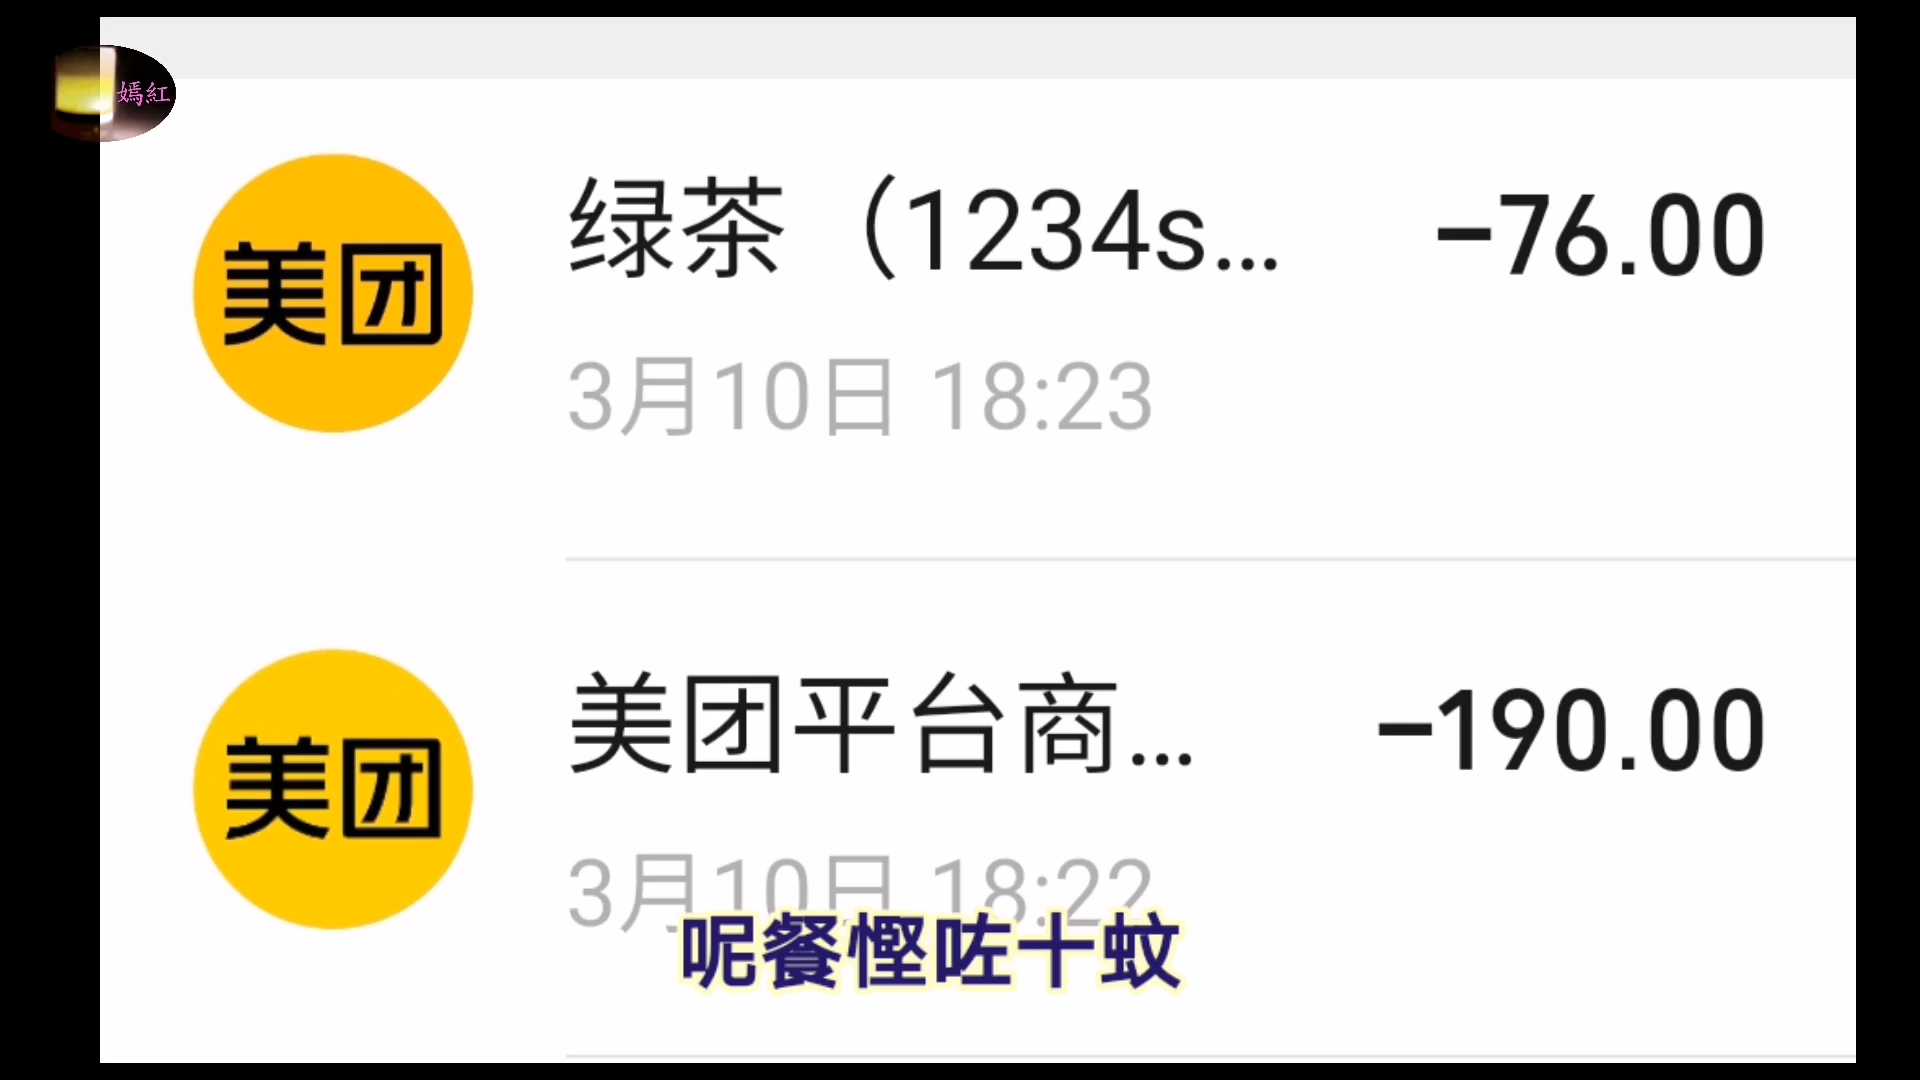 嫣紅
美团
绿茶（1234s...
-76.00
3月10日 18:23
美团
美团平台商...
-190.00
3月10日 18:22
呢餐慳咗十蚊